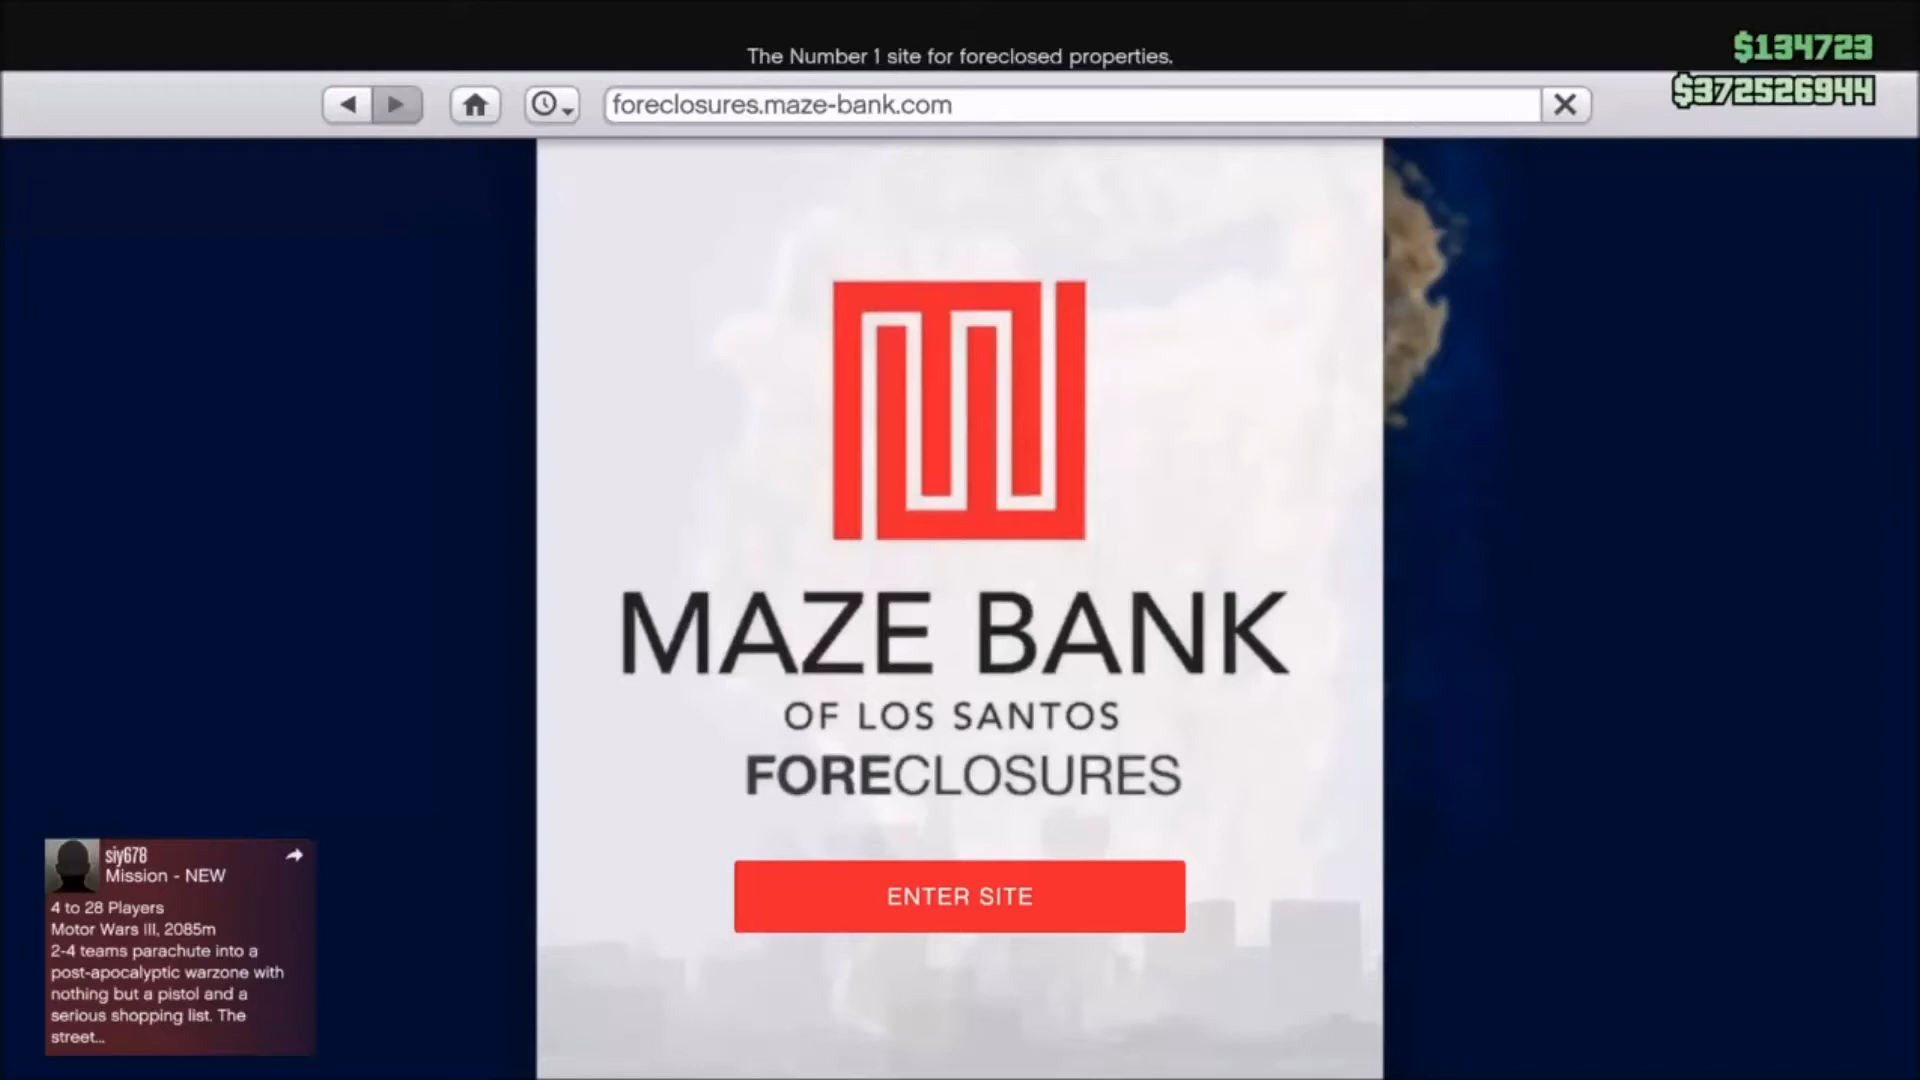 The Number 1 site for foreclosed properties.
$134723
$372526944
foreclosures.maze-bank.com
MAZE BANK
OF LOS SANTOS
FORECLOSURES
ENTER SITE
siy678
Mission - NEW
4 to 28 Players
Motor Wars III, 2085m
2-4 teams parachute into a
post-apocalyptic warzone with
nothing but a pistol and a
serious shopping list. The
street...